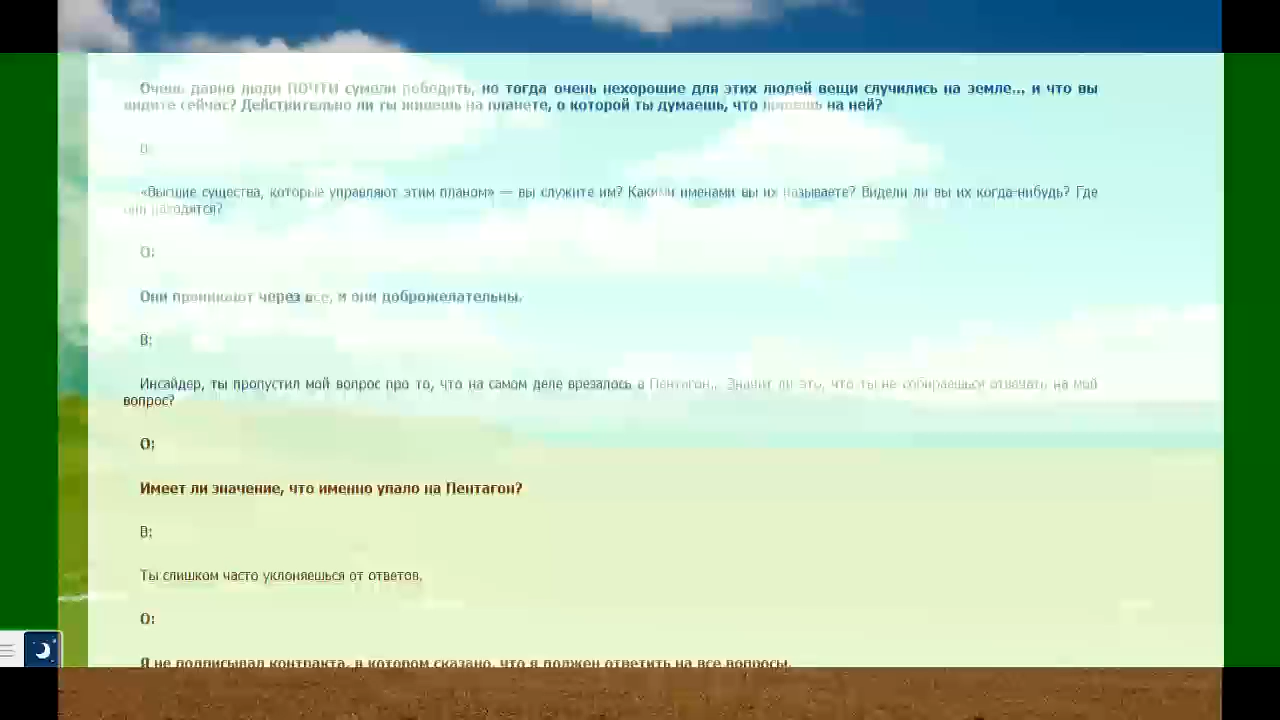 Очень давно люди ПОЧТИ сумели победить, но тогда очень нехорошие для этих людей вещи случились на земле... и что вы
видите сейчас? Действительно ли ты живешь на планете, о которой ты думаешь, что живешь на ней?
В:
«Высшие существа, которые управляют этим планом» — вы служите им? Какими именами вы их называете? Видели ли вы их когда-нибудь? Где
они находятся?
О:
Они проникают через все, и они доброжелательны.
В:
Инсайдер, ты пропустил мой вопрос про то, что на самом деле врезалось в Пентагон... Значит ли это, что ты не собираешься отвечать на мой
вопрос?
О:
Имеет ли значение, что именно упало на Пентагон?
В:
Ты слишком часто уклоняешься от ответов.
О:
Я не подписывал контракта, в котором сказано, что я должен ответить на все вопросы.